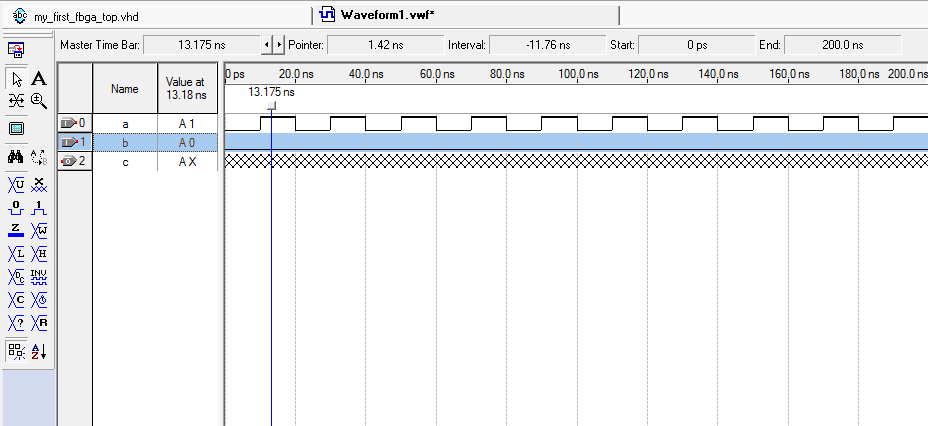 my_first_fbga_top.vhd Waveform1.vwf*
Master Time Bar: 13.175 ns Pointer: 1.42 ns Interval: -11.76 ns Start: 0 ps End: 200.0 ns
Name Value at 13.18 ns
0 ps 20.0 ns 40.0 ns 60.0 ns 80.0 ns 100.0 ns 120.0 ns 140.0 ns 160.0 ns 180.0 ns 200.0 ns
13.175 ns
0 a A 1
1 b A 0
2 c A X